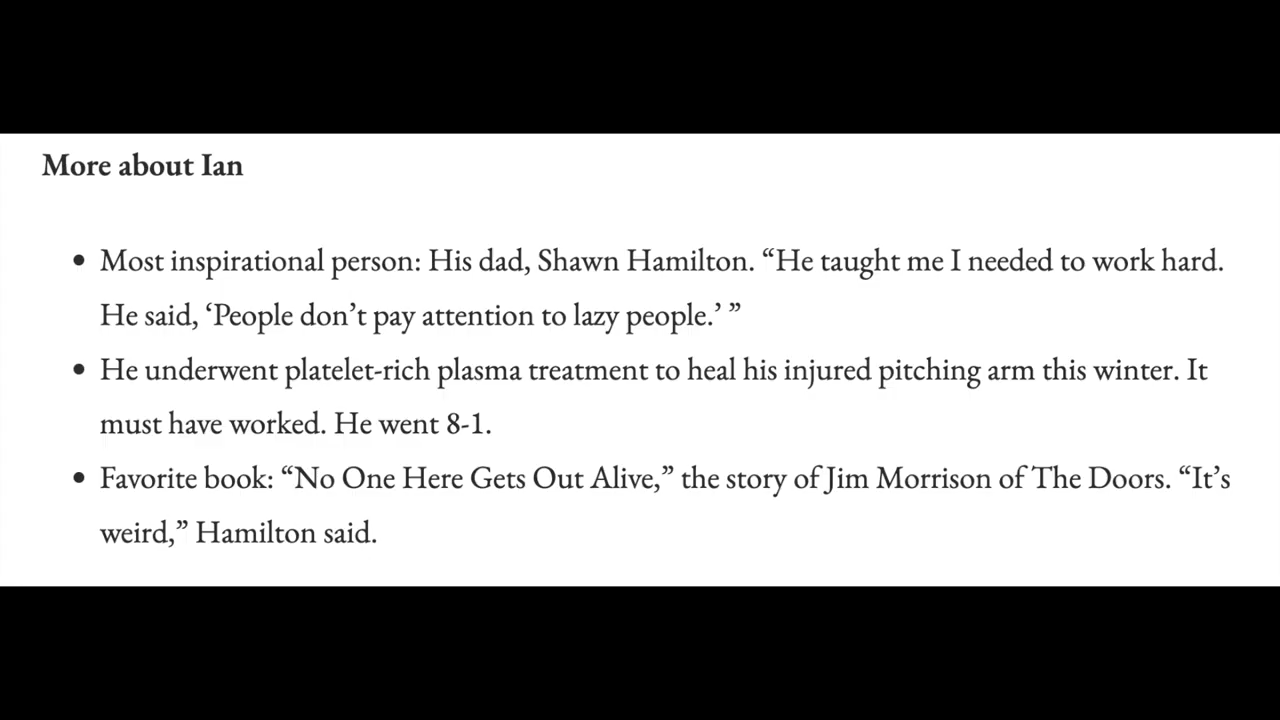 More about Ian
• Most inspirational person: His dad, Shawn Hamilton. “He taught me I needed to work hard.
He said, ‘People don’t pay attention to lazy people.’ ”
• He underwent platelet-rich plasma treatment to heal his injured pitching arm this winter. It
must have worked. He went 8-1.
• Favorite book: “No One Here Gets Out Alive,” the story of Jim Morrison of The Doors. “It’s
weird,” Hamilton said.